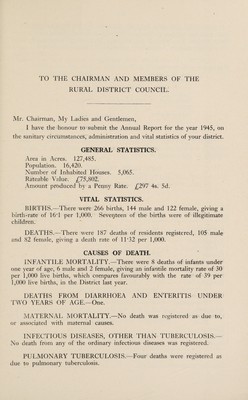 TO THE CHAIRMAN AND MEMBERS OF THE
RURAL DISTRICT COUNCIL.
Mr. Chairman, My Ladies and Gentlemen,
I have the honour to submit the Annual Report for the year 1945, on
the sanitary circumstances, administration and vital statistics of your district.
GENERAL STATISTICS.
Area in Acres. 127,485.
Population. 16,420.
Number of Inhabited Houses. 5,065.
Rateable Value. £75,802.
Amount produced by a Penny Rate. £297 4s. 5d.
VITAL STATISTICS.
BIRTHS.—There were 266 births, 144 male and 122 female, giving a
birth-rate of 16·1 per 1,000. Seventeen of the births were of illegitimate
children.
DEATHS.—There were 187 deaths of residents registered, 105 male
and 82 female, giving a death rate of 11·32 per 1,000.
CAUSES OF DEATH.
INFANTILE MORTALITY.—There were 8 deaths of infants under
one year of age, 6 male and 2 female, giving an infantile mortality rate of 30
per 1,000 live births, which compares favourably with the rate of 39 per
1,000 live births, in the District last year.
DEATHS FROM DIARRHOEA AND ENTERITIS UNDER
TWO YEARS OF AGE.—One.
MATERNAL MORTALITY.—No death was registered as due to,
or associated with maternal causes.
INFECTIOUS DISEASES, OTHER THAN TUBERCULOSIS.—
No death from any of the ordinary infectious diseases was registered.
PULMONARY TUBERCULOSIS.—Four deaths were registered as
due to pulmonary tuberculosis.